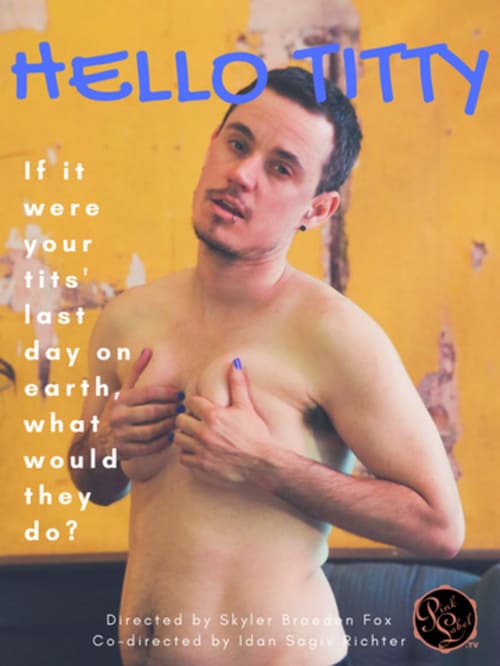 HELLO TITTY
If it
were
your
tits'
last
day on
earth,
what
would
they
do?
Directed by Skyler Braeden Fox
Co-directed by Idan Sagiv Richter
Pink
Label
.TV